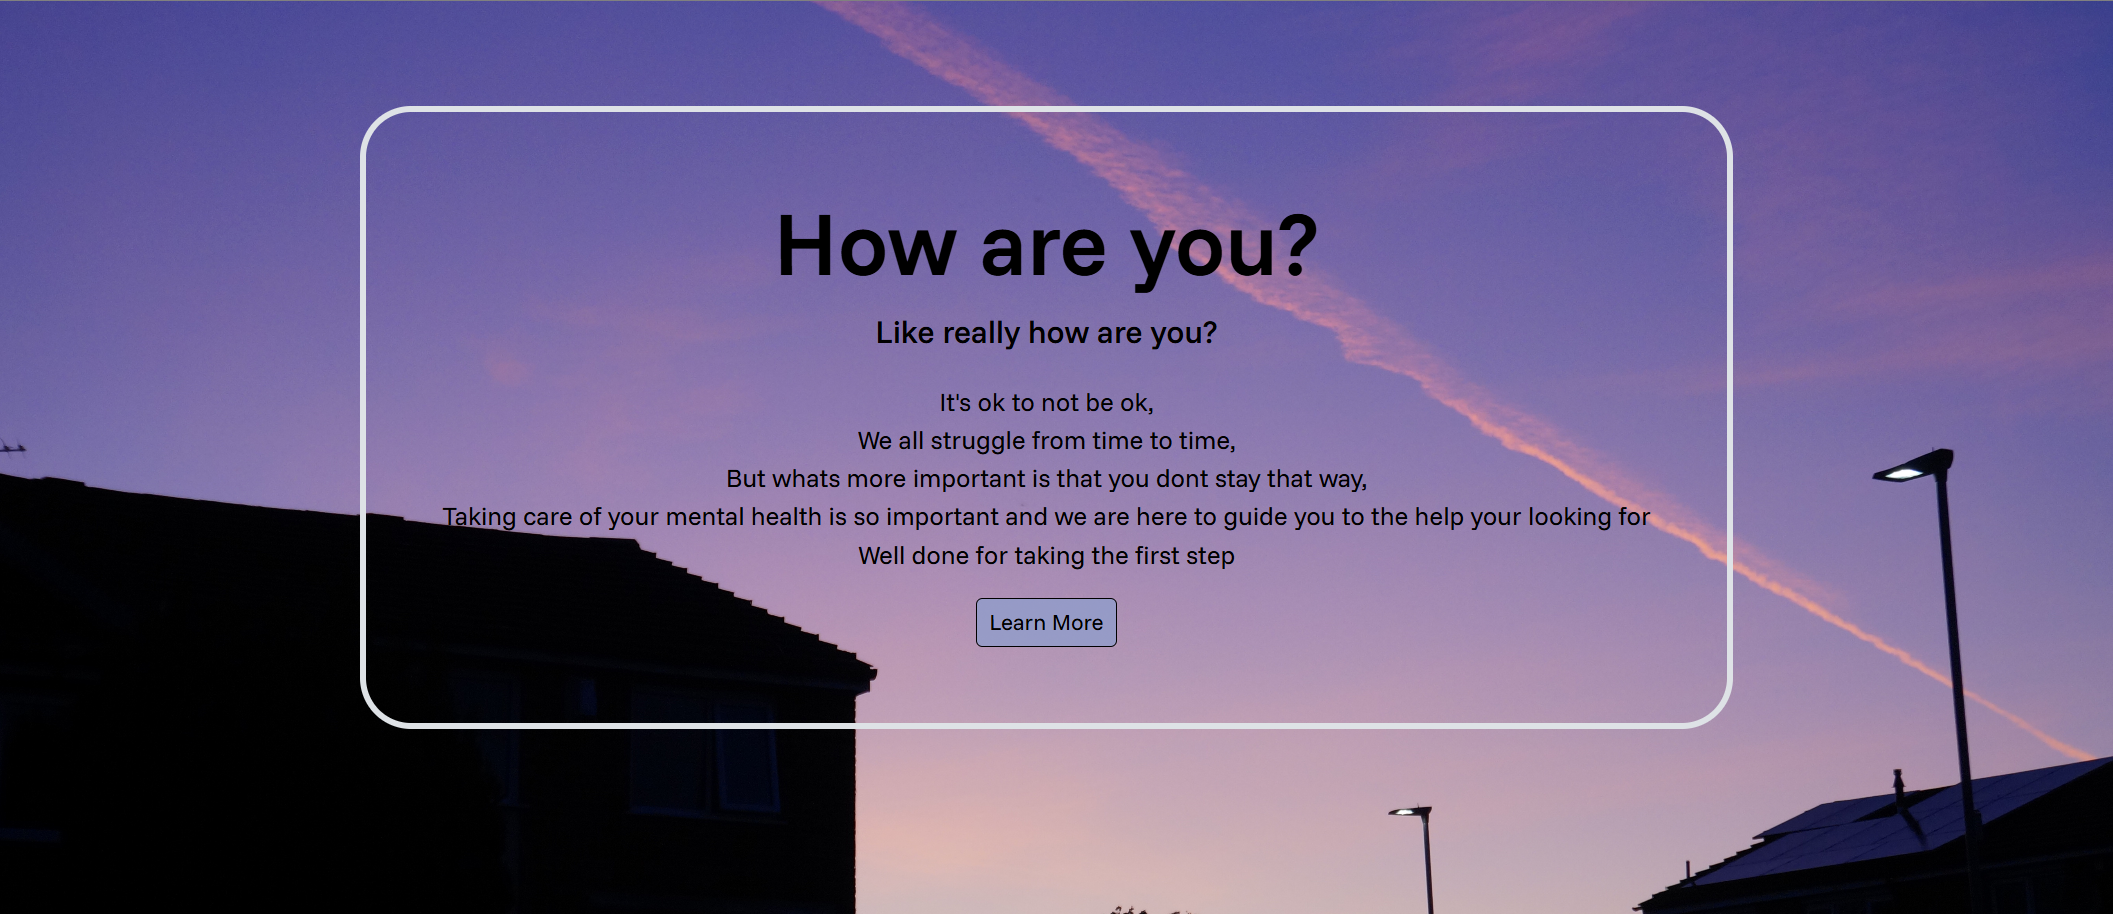 How are you?
Like really how are you?
It's ok to not be ok,
We all struggle from time to time,
But whats more important is that you dont stay that way,
Taking care of your mental health is so important and we are here to guide you to the help your looking for
Well done for taking the first step
Learn More